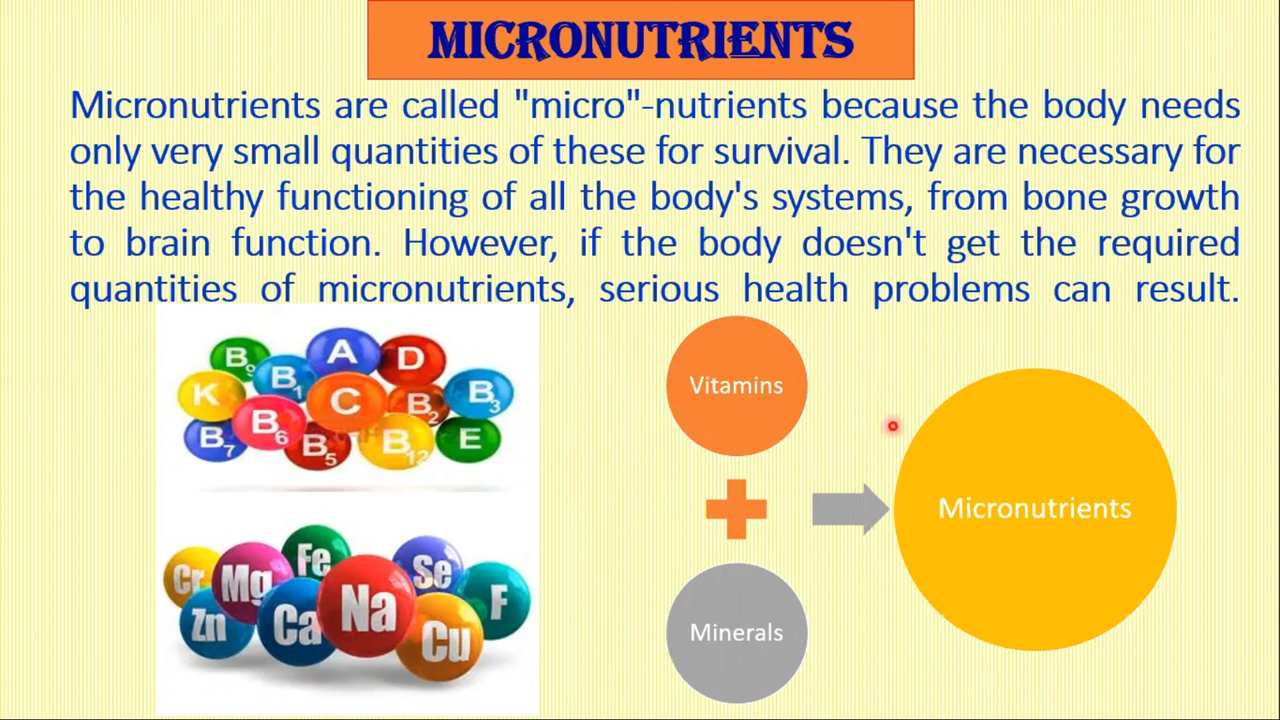 MICRONUTRIENTS
Micronutrients are called "micro"-nutrients because the body needs
only very small quantities of these for survival. They are necessary for
the healthy functioning of all the body's systems, from bone growth
to brain function. However, if the body doesn't get the required
quantities of micronutrients, serious health problems can result.
B9 B1 A D
K B6 C B2 B3
B7 B5 B12 E
Vitamins
Micronutrients
Cr Mg Fe Se F
Zn Ca Na Cu
Minerals